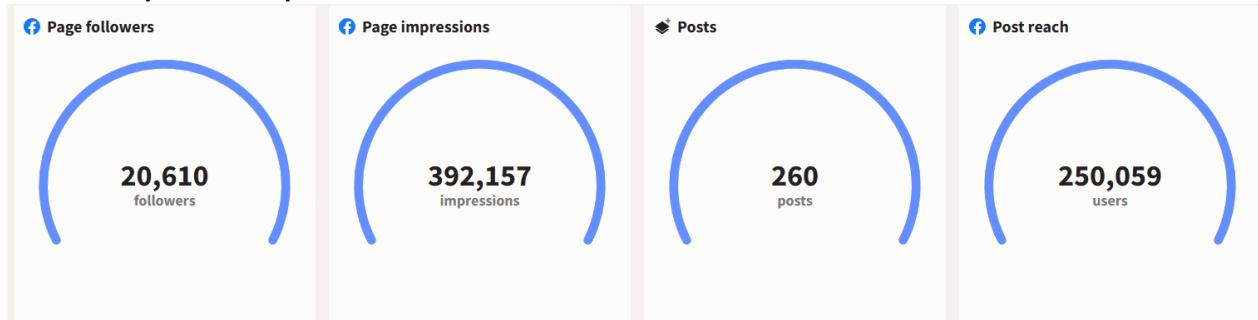 Page followers
20,610
followers
Page impressions
392,157
impressions
Posts
260
posts
Post reach
250,059
users